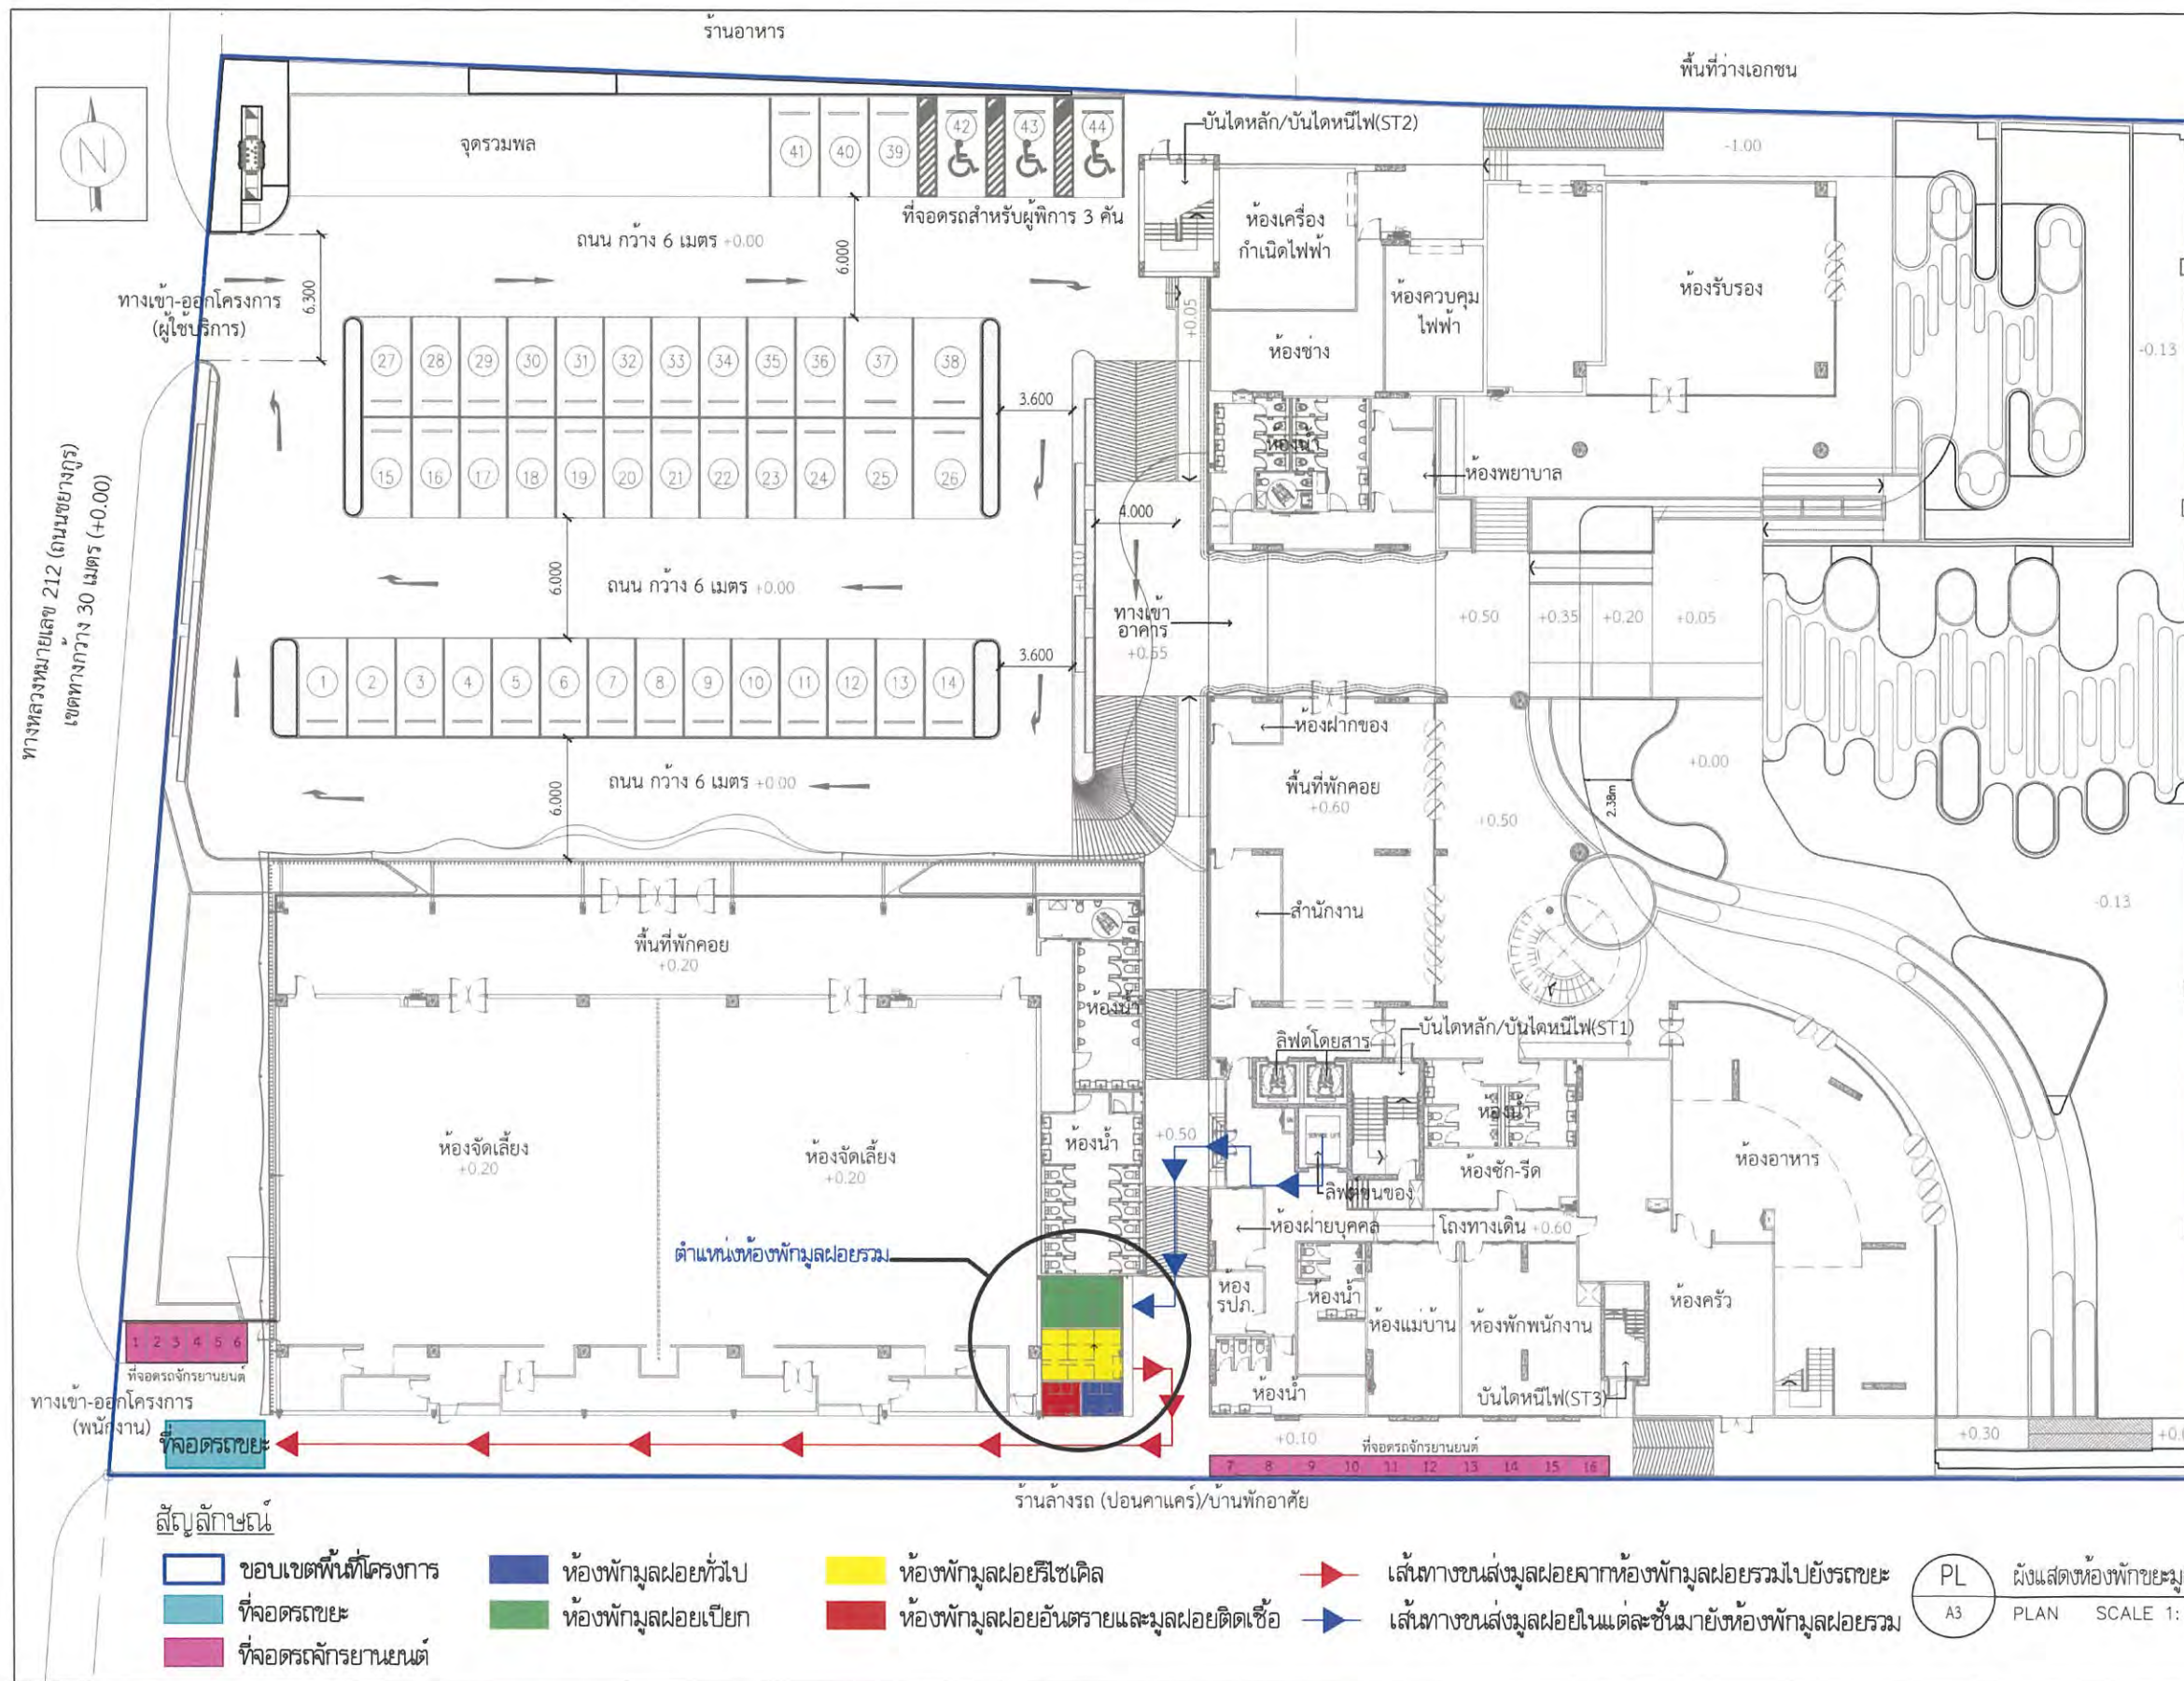 ร้านอาหาร
พื้นที่ว่างเอกชน
N
จุดรวมพล
41 40 39 42 43 44
ที่จอดรถสำหรับผู้พิการ 3 คัน
บันไดหลัก/บันไดหนีไฟ(ST2)
-1.00
ห้องเครื่อง
กำเนิดไฟฟ้า
ห้องควบคุม
ไฟฟ้า
ห้องรับรอง
ห้องช่าง
-0.13
ถนน กว้าง 6 เมตร +0.00
6.000
6.300
+0.05
ทางเข้า-ออกโครงการ
(ผู้ใช้บริการ)
27 28 29 30 31 32 33 34 35 36 37 38
3.600
15 16 17 18 19 20 21 22 23 24 25 26
ทางหลวงหมายเลข 212 (ถนนชยางกูร)
เขตทางกว้าง 30 เมตร (+0.00)
ห้องน้ำ
ห้องพยาบาล
4.000
+0.10
6.000
ถนน กว้าง 6 เมตร +0.00
ทางเข้า
อาคาร
+0.55
+0.50 +0.35 +0.20 +0.05
1 2 3 4 5 6 7 8 9 10 11 12 13 14
3.600
ห้องฝากของ
พื้นที่พักคอย
+0.60
+0.00
2.38m
+0.50
6.000
ถนน กว้าง 6 เมตร +0.00
สำนักงาน
-0.13
พื้นที่พักคอย
+0.20
ห้องน้ำ
ลิฟต์โดยสาร
บันไดหลัก/บันไดหนีไฟ(ST1)
ห้องจัดเลี้ยง
+0.20
ห้องจัดเลี้ยง
+0.20
ห้องน้ำ
+0.50
SERVICE LIFT
ลิฟต์ขนของ
ห้องน้ำ
ห้องซัก-รีด
ห้องอาหาร
ห้องฝ่ายบุคคล
โถงทางเดิน +0.60
ตำแหน่งห้องพักมูลฝอยรวม
ห้อง
รปภ.
ห้องน้ำ
ห้องแม่บ้าน
ห้องพักพนักงาน
ห้องครัว
1 2 3 4 5 6
ที่จอดรถจักรยานยนต์
ทางเข้า-ออกโครงการ
(พนักงาน)
ที่จอดรถขยะ
ห้องน้ำ
บันไดหนีไฟ(ST3)
+0.10
ที่จอดรถจักรยานยนต์
7 8 9 10 11 12 13 14 15 16
+0.30
ร้านล้างรถ (ปอนคาแคร์)/บ้านพักอาศัย
สัญลักษณ์
ขอบเขตพื้นที่โครงการ
ที่จอดรถขยะ
ที่จอดรถจักรยานยนต์
ห้องพักมูลฝอยทั่วไป
ห้องพักมูลฝอยเปียก
ห้องพักมูลฝอยรีไซเคิล
ห้องพักมูลฝอยอันตรายและมูลฝอยติดเชื้อ
เส้นทางขนส่งมูลฝอยจากห้องพักมูลฝอยรวมไปยังรถขยะ
เส้นทางขนส่งมูลฝอยในแต่ละชั้นมายังห้องพักมูลฝอยรวม
PL
A3
ผังแสดงห้องพักขยะมู
PLAN SCALE 1: